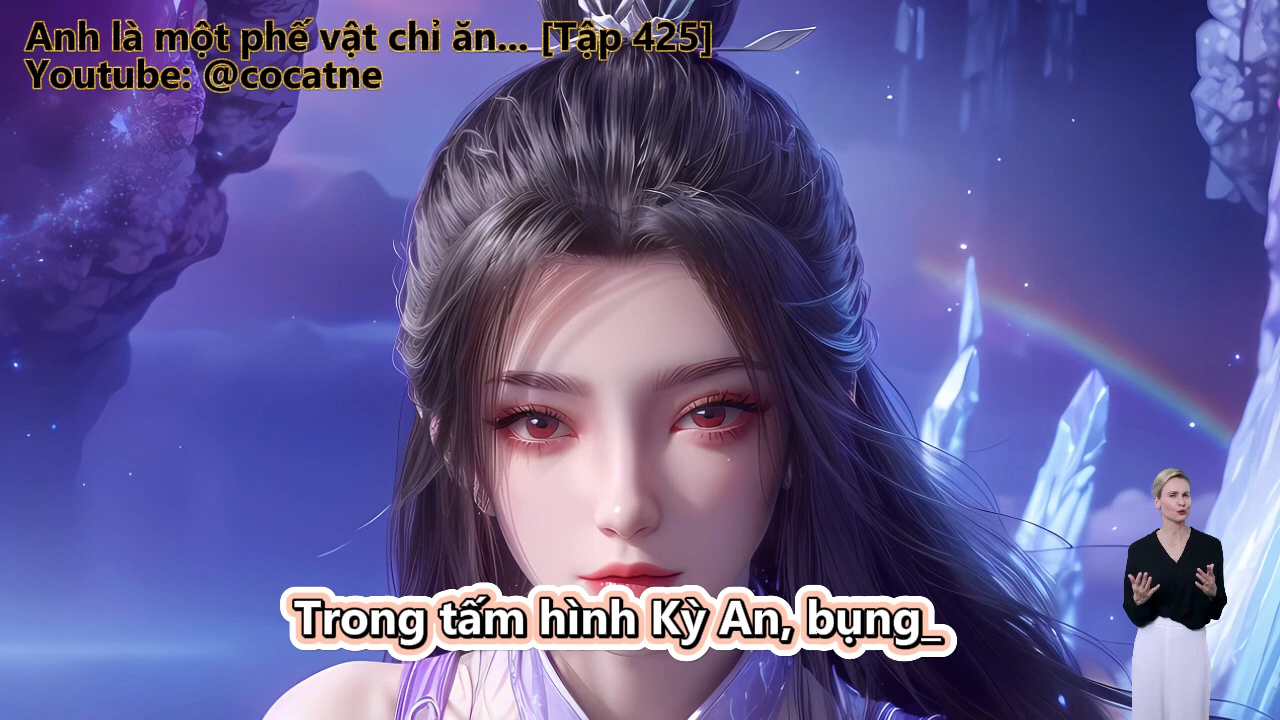 Anh là một phế vật chỉ ăn... [Tập 425]
Youtube: @cocatne
Trong tấm hình Kỳ An, bụng_